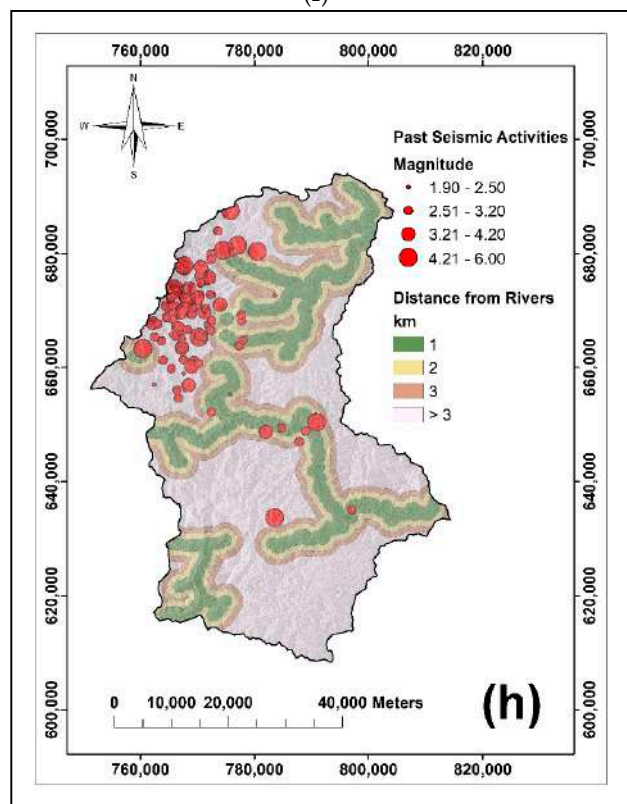 760,000 780,000 800,000 820,000
N
W E
S
700,000 700,000
680,000 680,000
660,000 660,000
640,000 640,000
620,000 620,000
600,000 600,000
Past Seismic Activities
Magnitude
1.90 - 2.50
2.51 - 3.20
3.21 - 4.20
4.21 - 6.00
Distance from Rivers
km
1
2
3
> 3
0 10,000 20,000 40,000 Meters
(h)
760,000 780,000 800,000 820,000